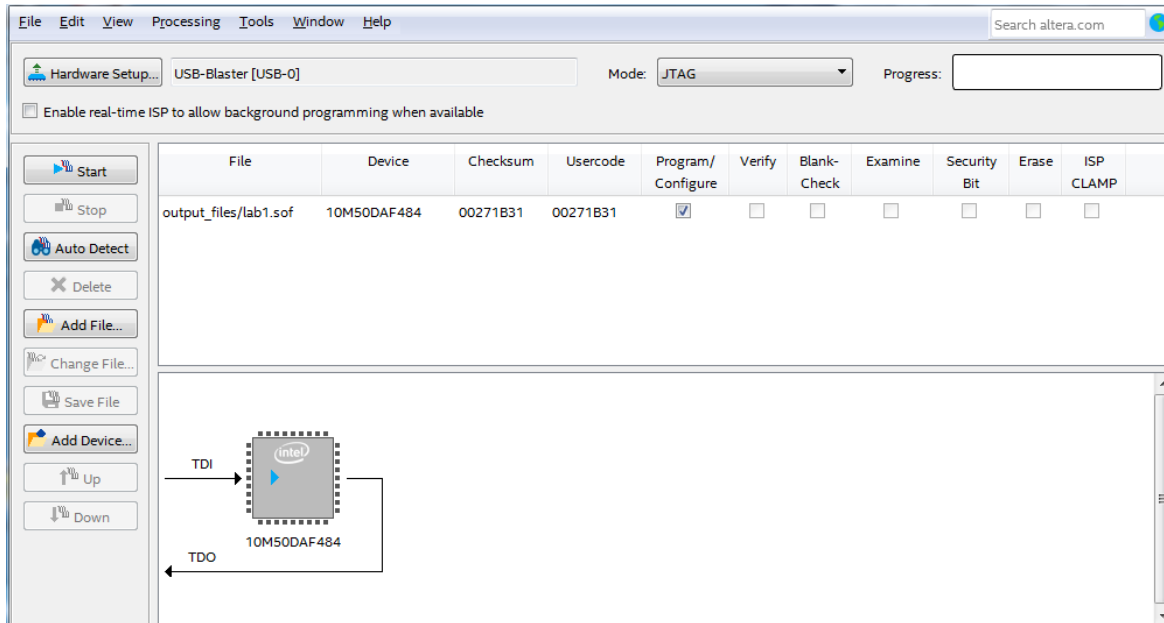 File Edit View Processing Tools Window Help
Search altera.com
Hardware Setup... USB-Blaster [USB-0] Mode: JTAG Progress:
Enable real-time ISP to allow background programming when available
Start
Stop
Auto Detect
Delete
Add File...
Change File...
Save File
Add Device...
Up
Down
File Device Checksum Usercode Program/ Verify Blank- Examine Security Erase ISP
Configure Check Bit CLAMP
output_files/lab1.sof 10M50DAF484 00271B31 00271B31
TDI
intel
10M50DAF484
TDO